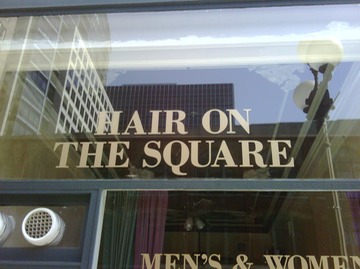 HAIR ON
THE SQUARE
MEN'S & WOMEN